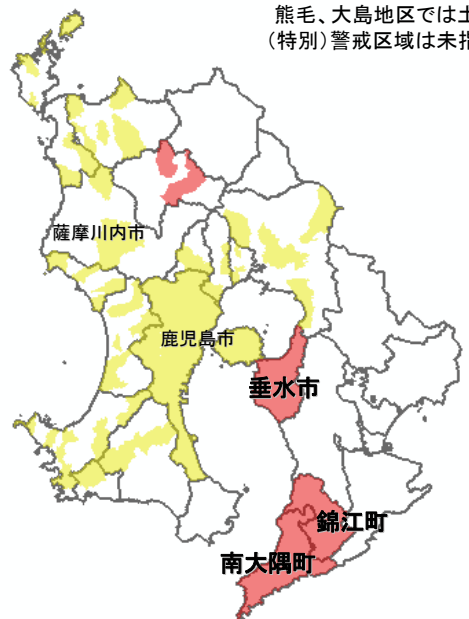 熊毛、大島地区では土
(特別)警戒区域は未指
薩摩川内市
鹿児島市
垂水市
錦江町
南大隅町